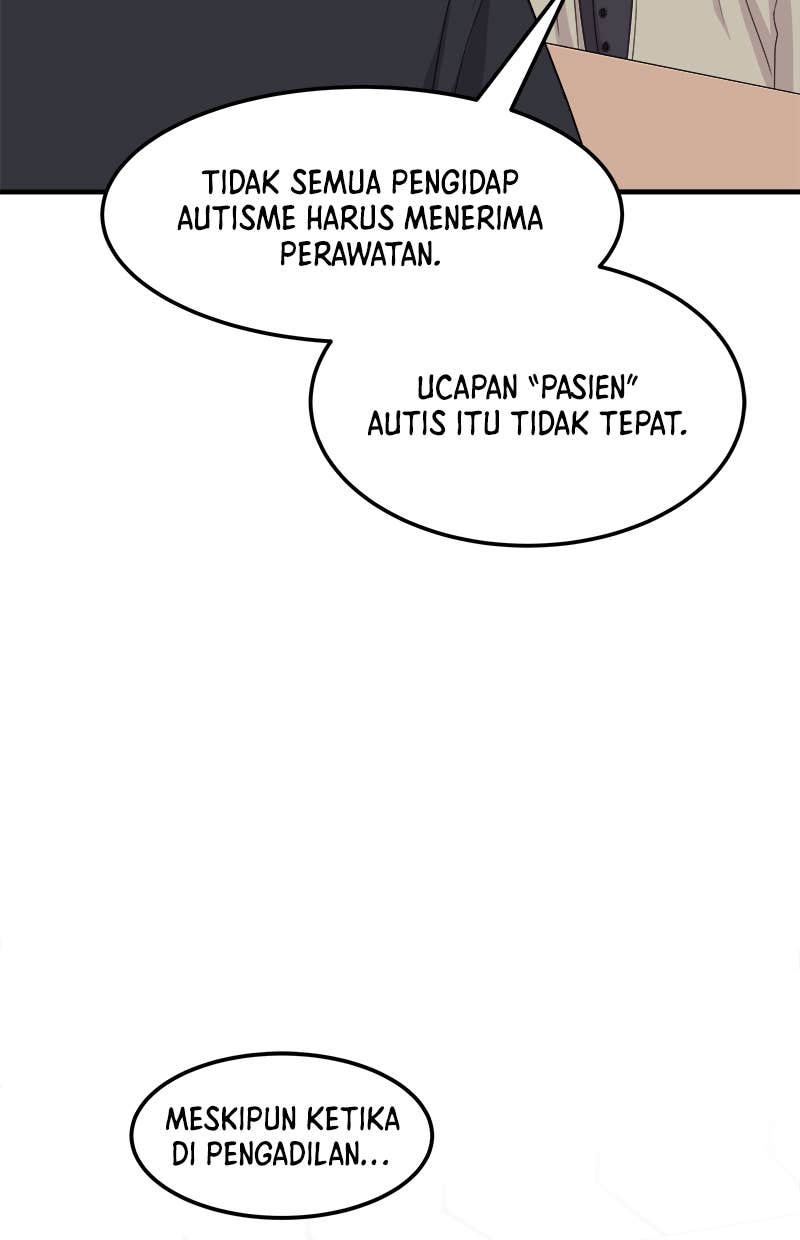 TIDAK SEMUA PENGIDAP
AUTISME HARUS MENERIMA
PERAWATAN.
UCAPAN “PASIEN”
AUTIS ITU TIDAK TEPAT.
MESKIPUN KETIKA
DI PENGADILAN...